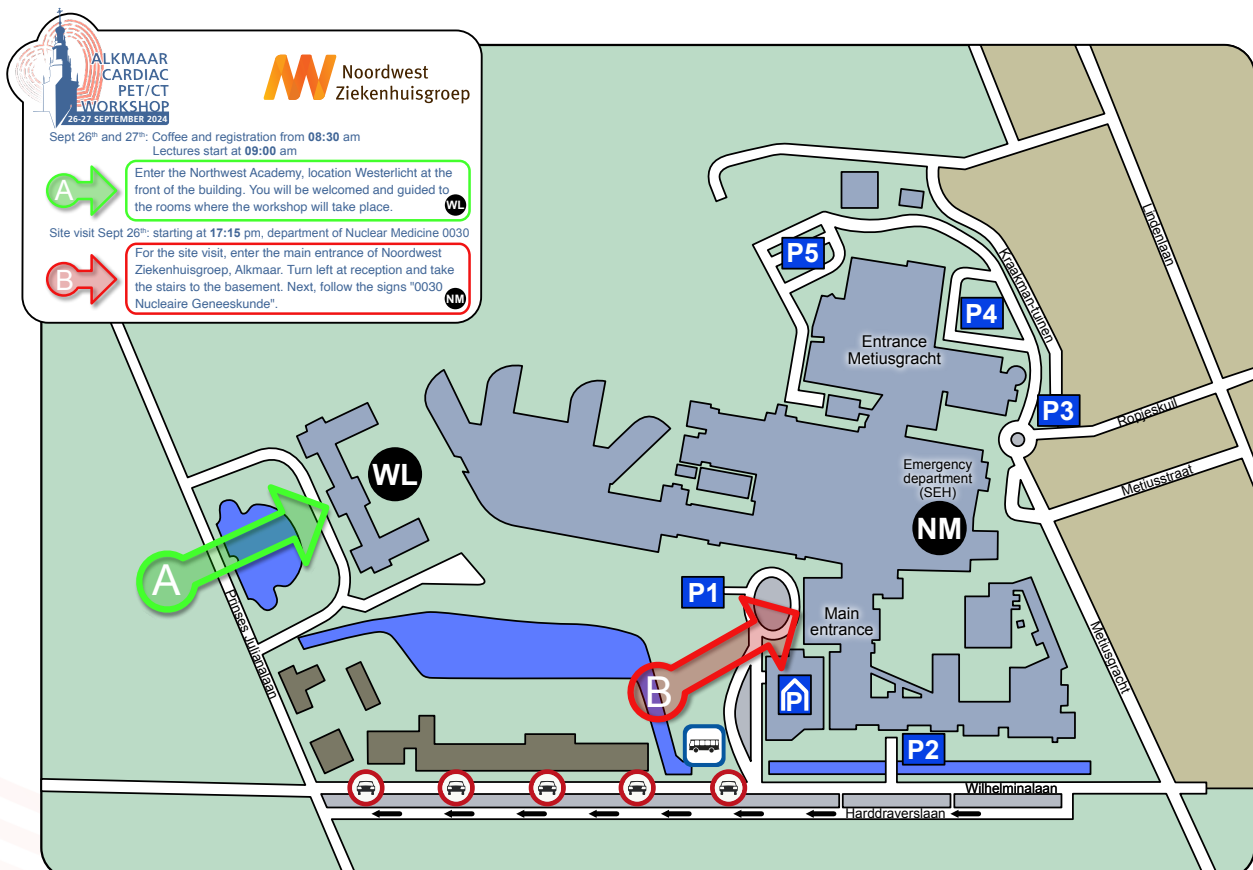 ALKMAAR
CARDIAC
PET/CT
WORKSHOP
26-27 SEPTEMBER 2024
Noordwest
Ziekenhuisgroep
Sept 26th and 27th: Coffee and registration from 08:30 am
Lectures start at 09:00 am
A
Enter the Northwest Academy, location Westerlicht at the
front of the building. You will be welcomed and guided to
the rooms where the workshop will take place.
WL
Site visit Sept 26th: starting at 17:15 pm, department of Nuclear Medicine 0030
B
For the site visit, enter the main entrance of Noordwest
Ziekenhuisgroep, Alkmaar. Turn left at reception and take
the stairs to the basement. Next, follow the signs "0030
Nucleaire Geneeskunde".
NM
Lindenlaan
Kraakman-tuinen
P5
P4
Entrance
Metiusgracht
P3
Ropjeskuil
Metiusstraat
WL
Emergency
department
(SEH)
NM
A
Prinses Julianalaan
P1
Main
entrance
Metiusgracht
B
P
P2
Wilhelminalaan
Harddraverslaan